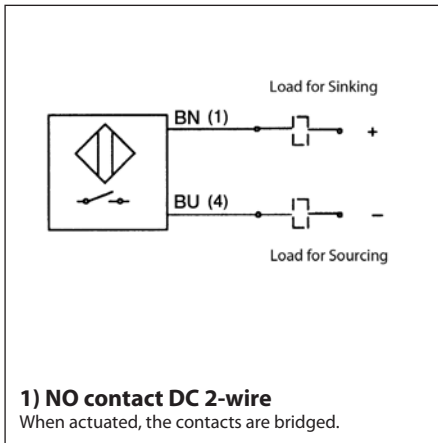 Load for Sinking
BN (1)
+
BU (4)
–
Load for Sourcing
1) NO contact DC 2-wire
When actuated, the contacts are bridged.